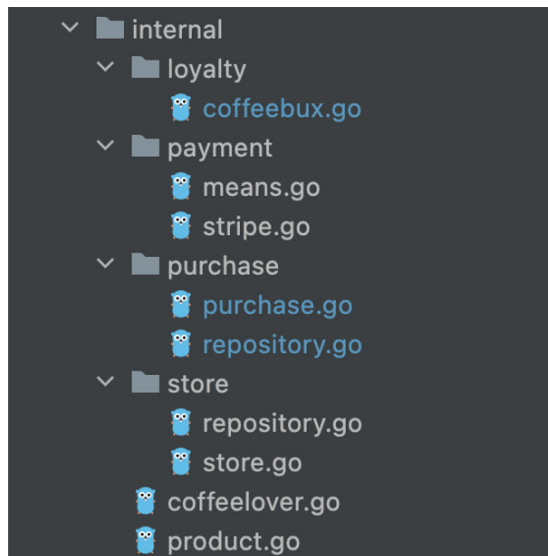 internal
loyalty
coffeebux.go
payment
means.go
stripe.go
purchase
purchase.go
repository.go
store
repository.go
store.go
coffeelover.go
product.go